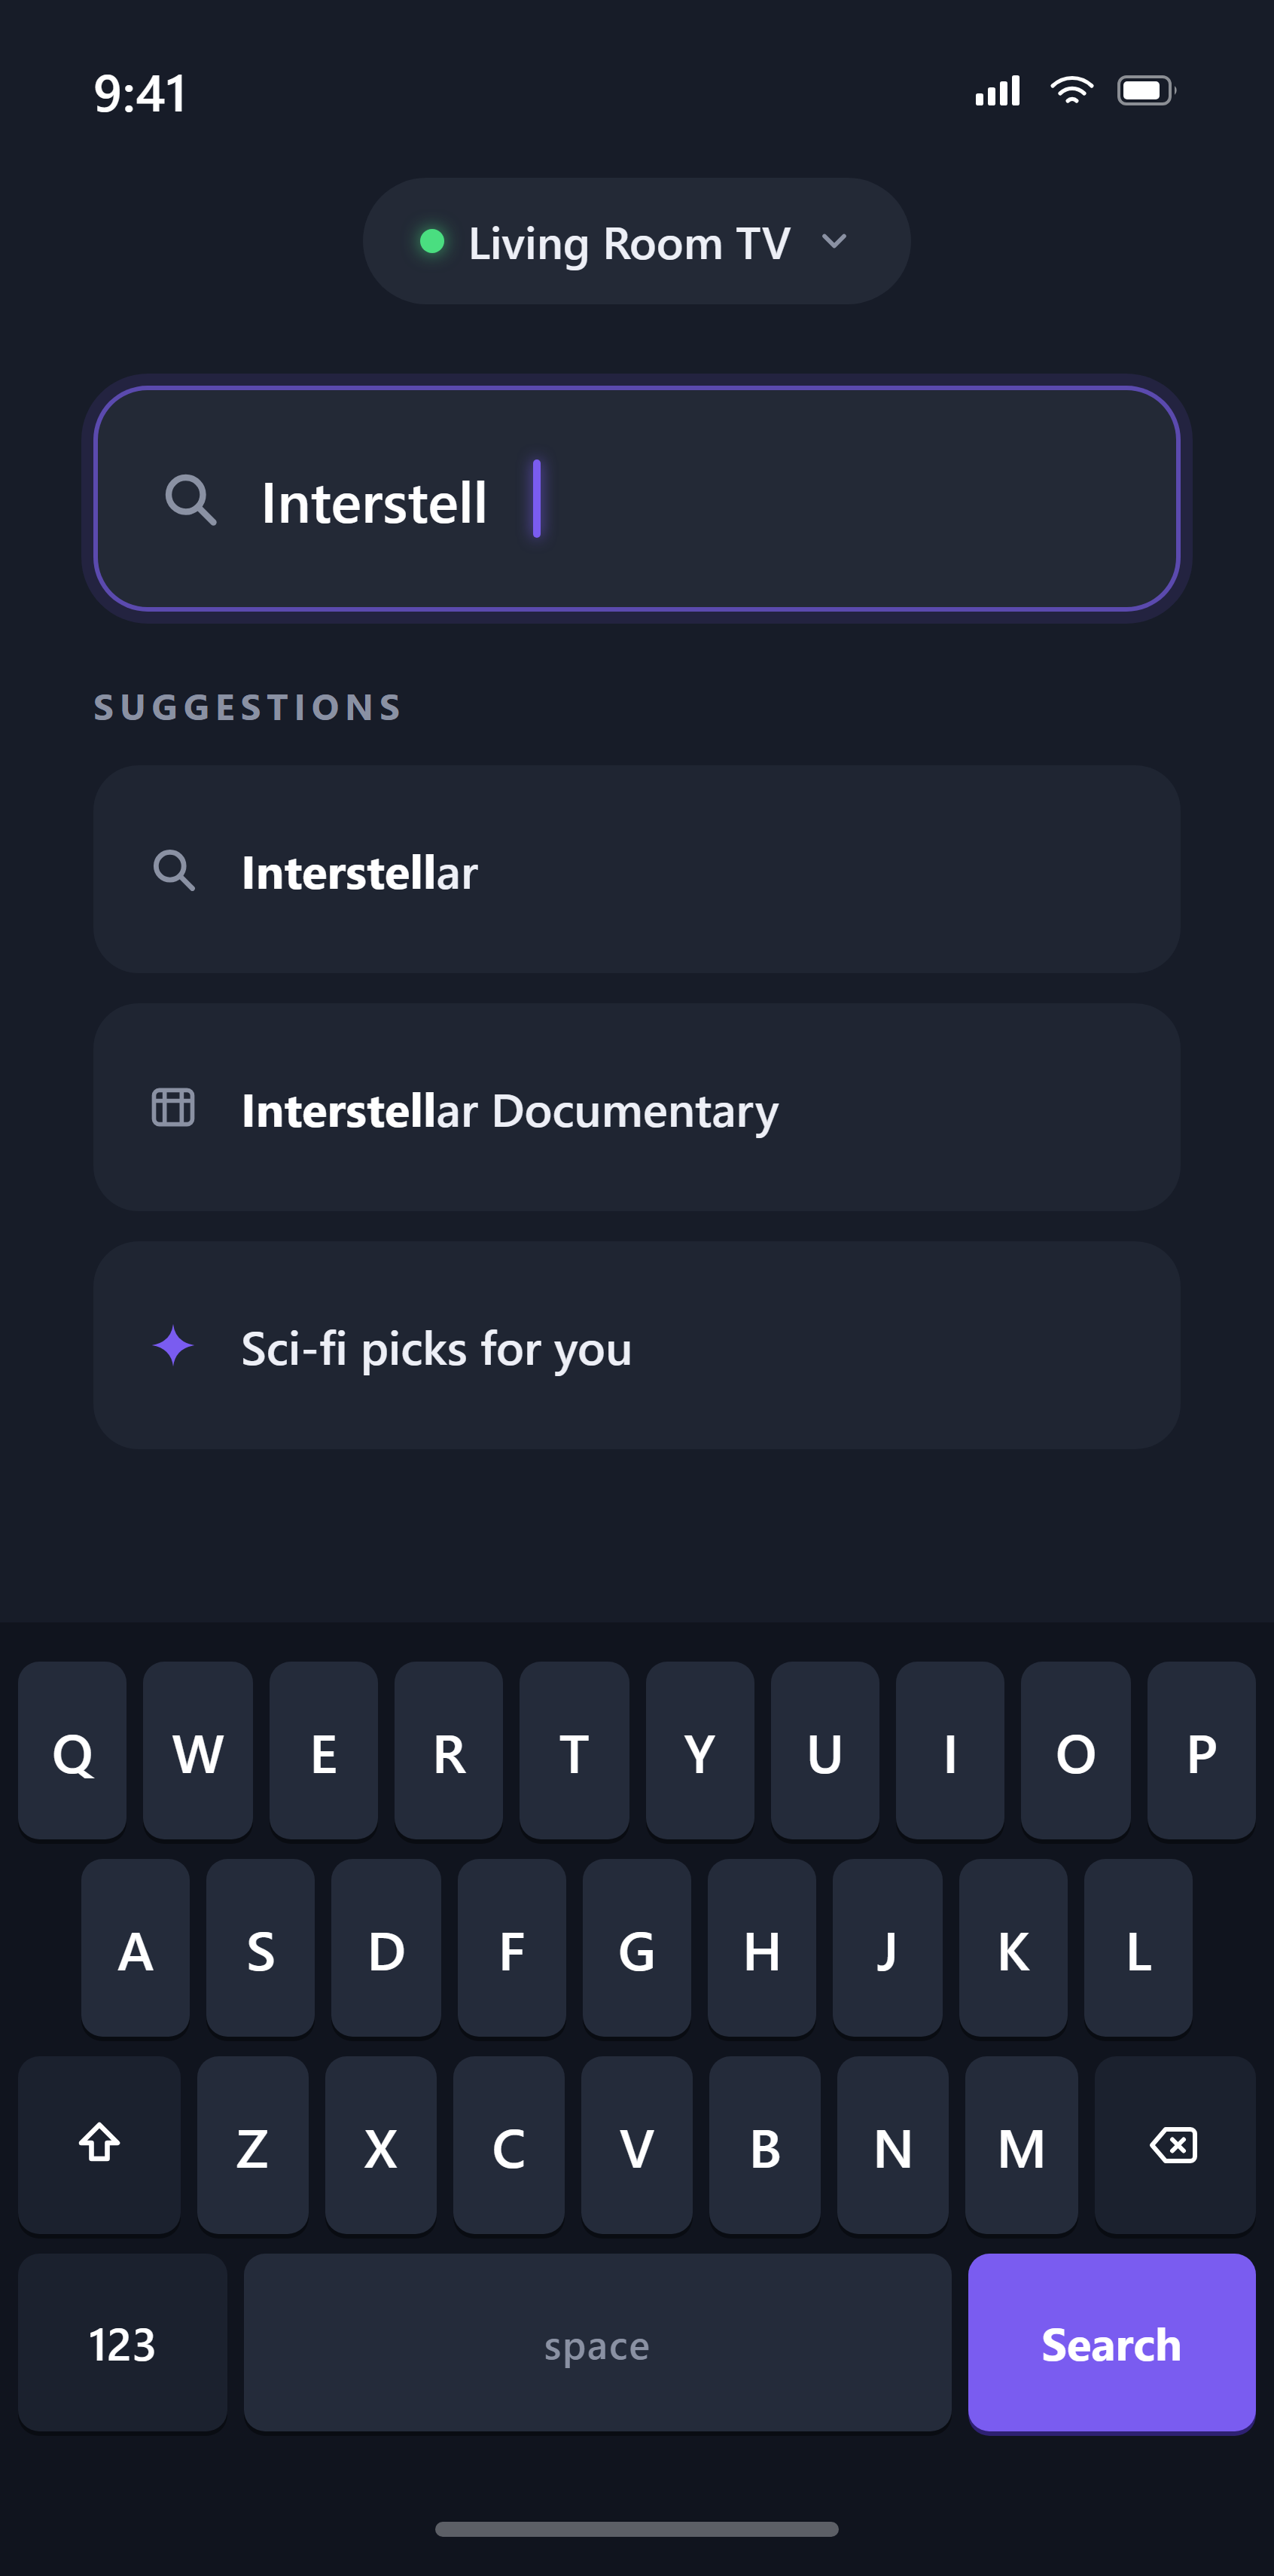 9:41
Living Room TV
Interstell
SUGGESTIONS
Interstellar
Interstellar Documentary
Sci-fi picks for you
Q W E R T Y U I O P
A S D F G H J K L
Z X C V B N M
123 space Search